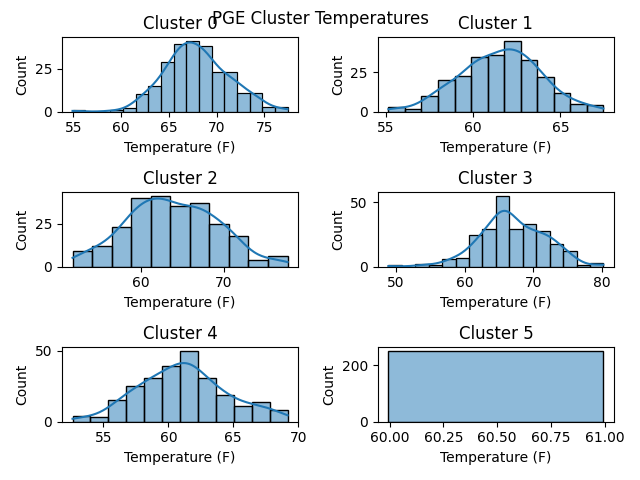 PGE Cluster Temperatures
Cluster 0
Count
25
0
55 60 65 70 75
Temperature (F)
Cluster 1
Count
25
0
55 60 65
Temperature (F)
Cluster 2
Count
25
0
60 70
Temperature (F)
Cluster 3
Count
50
0
50 60 70 80
Temperature (F)
Cluster 4
Count
50
0
55 60 65 70
Temperature (F)
Cluster 5
Count
200
0
60.00 60.25 60.50 60.75 61.00
Temperature (F)